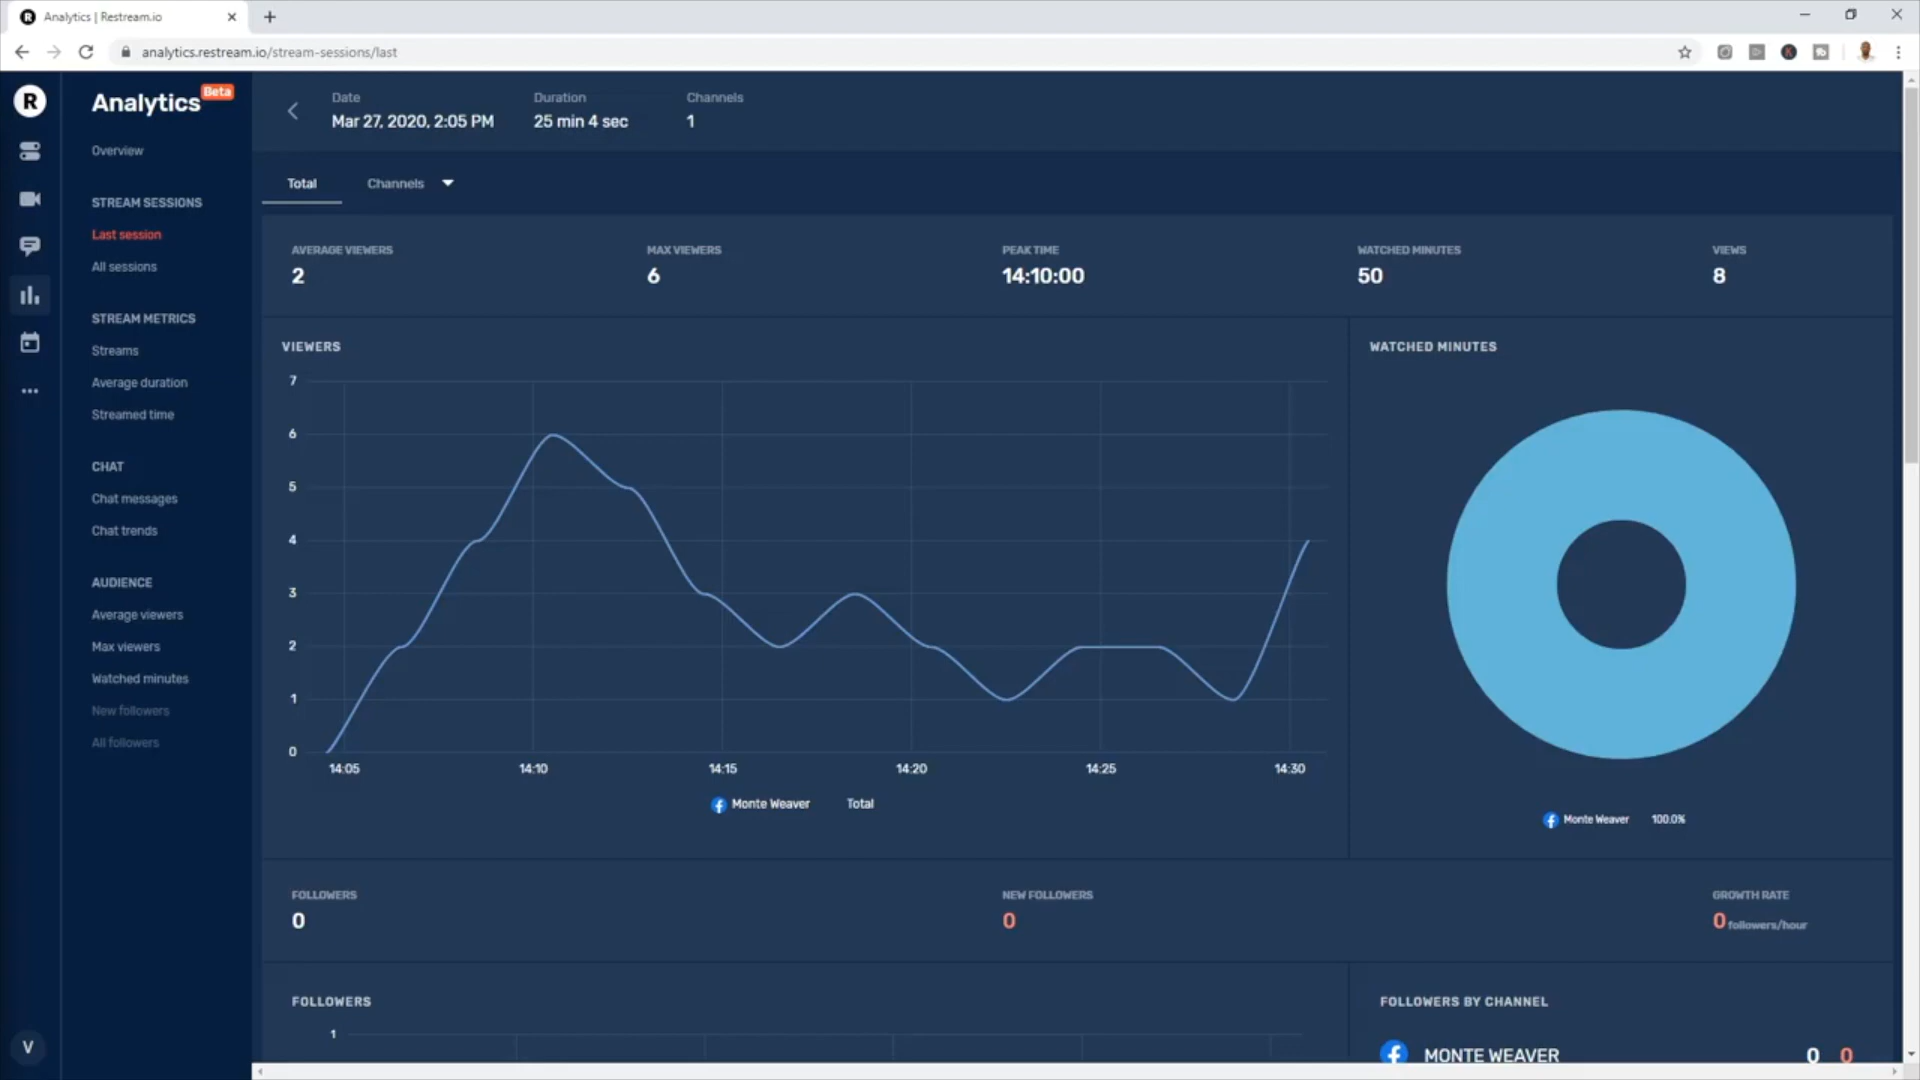 Analytics | Restream.io
analytics.restream.io/stream-sessions/last
R
Analytics Beta
Overview
STREAM SESSIONS
Last session
All sessions
STREAM METRICS
Streams
Average duration
Streamed time
CHAT
Chat messages
Chat trends
AUDIENCE
Average viewers
Max viewers
Watched minutes
New followers
All followers
V
Date
Mar 27, 2020, 2:05 PM
Duration
25 min 4 sec
Channels
1
Total Channels
AVERAGE VIEWERS
2
MAX VIEWERS
6
PEAK TIME
14:10:00
WATCHED MINUTES
50
VIEWS
8
VIEWERS
7
6
5
4
3
2
1
0
14:05 14:10 14:15 14:20 14:25 14:30
Monte Weaver Total
WATCHED MINUTES
Monte Weaver 100.0%
FOLLOWERS
0
NEW FOLLOWERS
0
GROWTH RATE
0 followers/hour
FOLLOWERS
1
FOLLOWERS BY CHANNEL
MONTE WEAVER 0 0